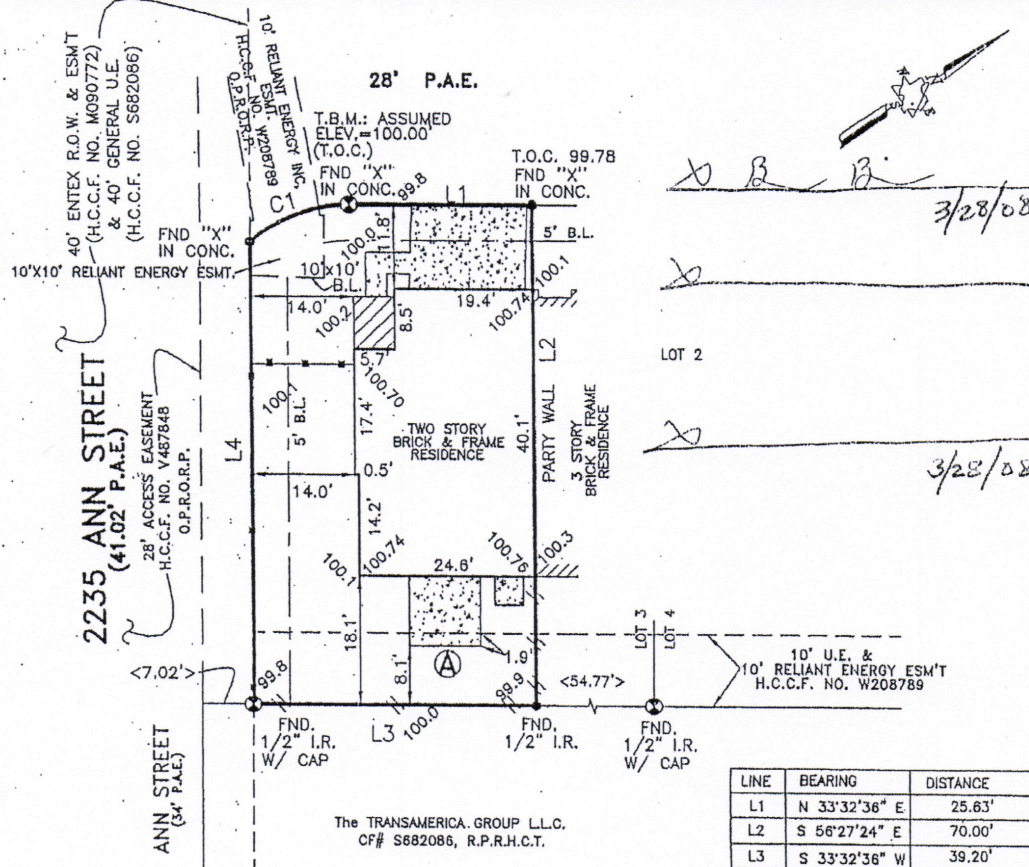 40' ENTEX R.O.W. & ESM'T
(H.C.C.F. NO. M090772)
& 40' GENERAL U.E.
(H.C.C.F. NO. S682086)
10' RELIANT ENERGY INC.
ESMT.
H.C.C.F. NO. W208789
O.P.R.O.R.P.
28' P.A.E.
T.B.M.: ASSUMED
ELEV.=100.00'
(T.O.C.)
FND "X"
IN CONC.
99.8
T.O.C. 99.78
FND "X"
IN CONC.
3/28/08
C1
L1
FND "X"
IN CONC.
5' B.L.
10'X10' RELIANT ENERGY ESMT.
10'x10'
B.L.
100.0
11.8'
100.1
14.0'
100.2
8.5'
19.4'
100.74
5.7'
100.70
100.1
5' B.L.
17.4'
L2
LOT 2
2235 ANN STREET
(41.02' P.A.E.)
28' ACCESS EASEMENT
H.C.C.F. NO. V487848
O.P.R.O.R.P.
L4
TWO STORY
BRICK & FRAME
RESIDENCE
40.1'
PARTY WALL
3 STORY
BRICK & FRAME
RESIDENCE
0.5'
14.0'
14.2'
3/28/08
100.1
100.74
24.6'
100.76
100.3
18.1'
8.1'
A
1.9'
LOT 3
LOT 4
10' U.E. &
10' RELIANT ENERGY ESM'T
H.C.C.F. NO. W208789
<7.02'>
99.8
99.9
<54.77'>
FND.
1/2" I.R.
W/ CAP
L3
100.0
FND.
1/2" I.R.
FND.
1/2" I.R.
W/ CAP
ANN STREET
(34' P.A.E.)
The TRANSAMERICA GROUP L.L.C.
CF# S682086, R.P.R.H.C.T.
LINE BEARING DISTANCE
L1 N 33°32'36" E 25.63'
L2 S 56°27'24" E 70.00'
L3 S 33°32'36" W 39.20'